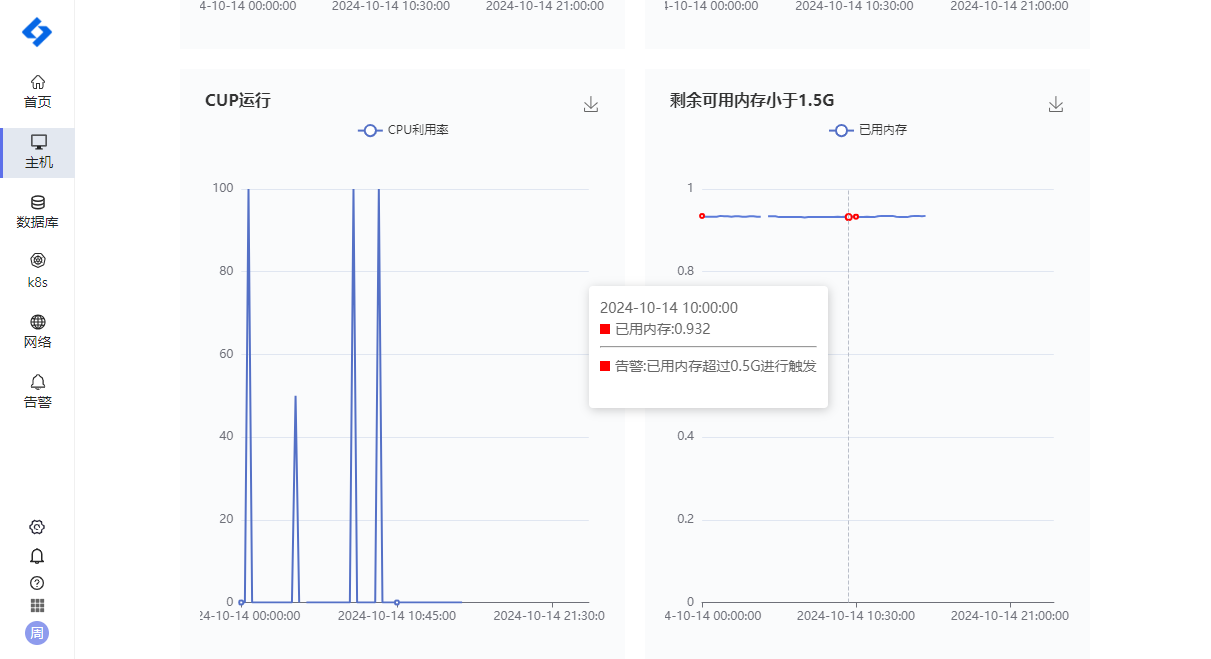 4-10-14 00:00:00
2024-10-14 10:30:00
2024-10-14 21:00:00
4-10-14 00:00:00
2024-10-14 10:30:00
2024-10-14 21:00:00
首页
主机
数据库
k8s
网络
告警
周
CUP运行
CPU利用率
100
80
60
40
20
0
24-10-14 00:00:00
2024-10-14 10:45:00
2024-10-14 21:30:0
剩余可用内存小于1.5G
已用内存
1
0.8
0.4
0.2
0
4-10-14 00:00:00
2024-10-14 10:30:00
2024-10-14 21:00:00
2024-10-14 10:00:00
已用内存:0.932
告警:已用内存超过0.5G进行触发